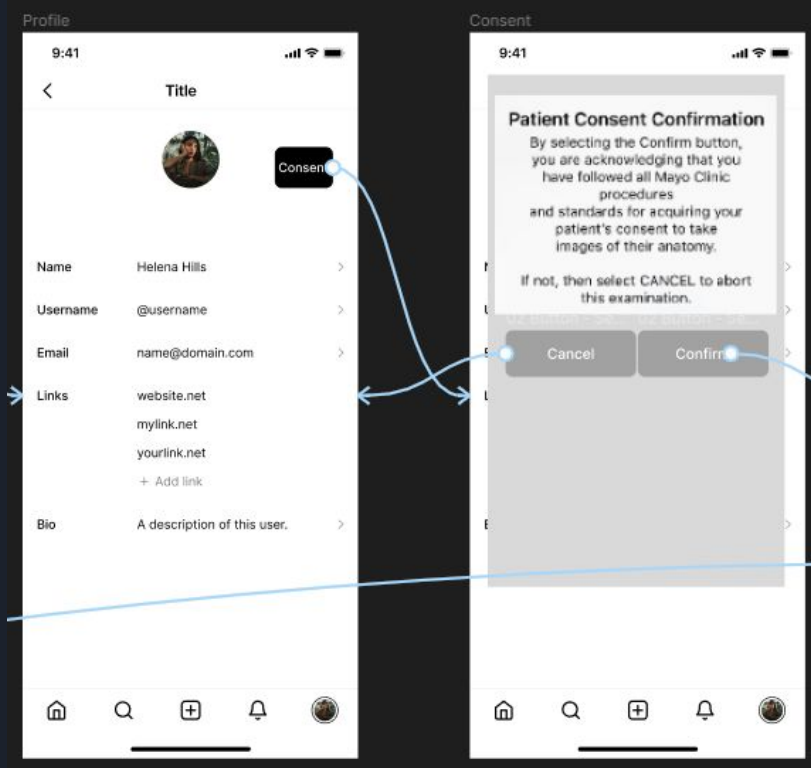 Profile
9:41
Title
Consen
Name
Helena Hills
Username
@username
Email
name@domain.com
Links
website.net
mylink.net
yourlink.net
+ Add link
Bio
A description of this user.
Consent
9:41
Patient Consent Confirmation
By selecting the Confirm button,
you are acknowledging that you
have followed all Mayo Clinic
procedures
and standards for acquiring your
patient's consent to take
images of their anatomy.
If not, then select CANCEL to abort
this examination.
Cancel
Confirm